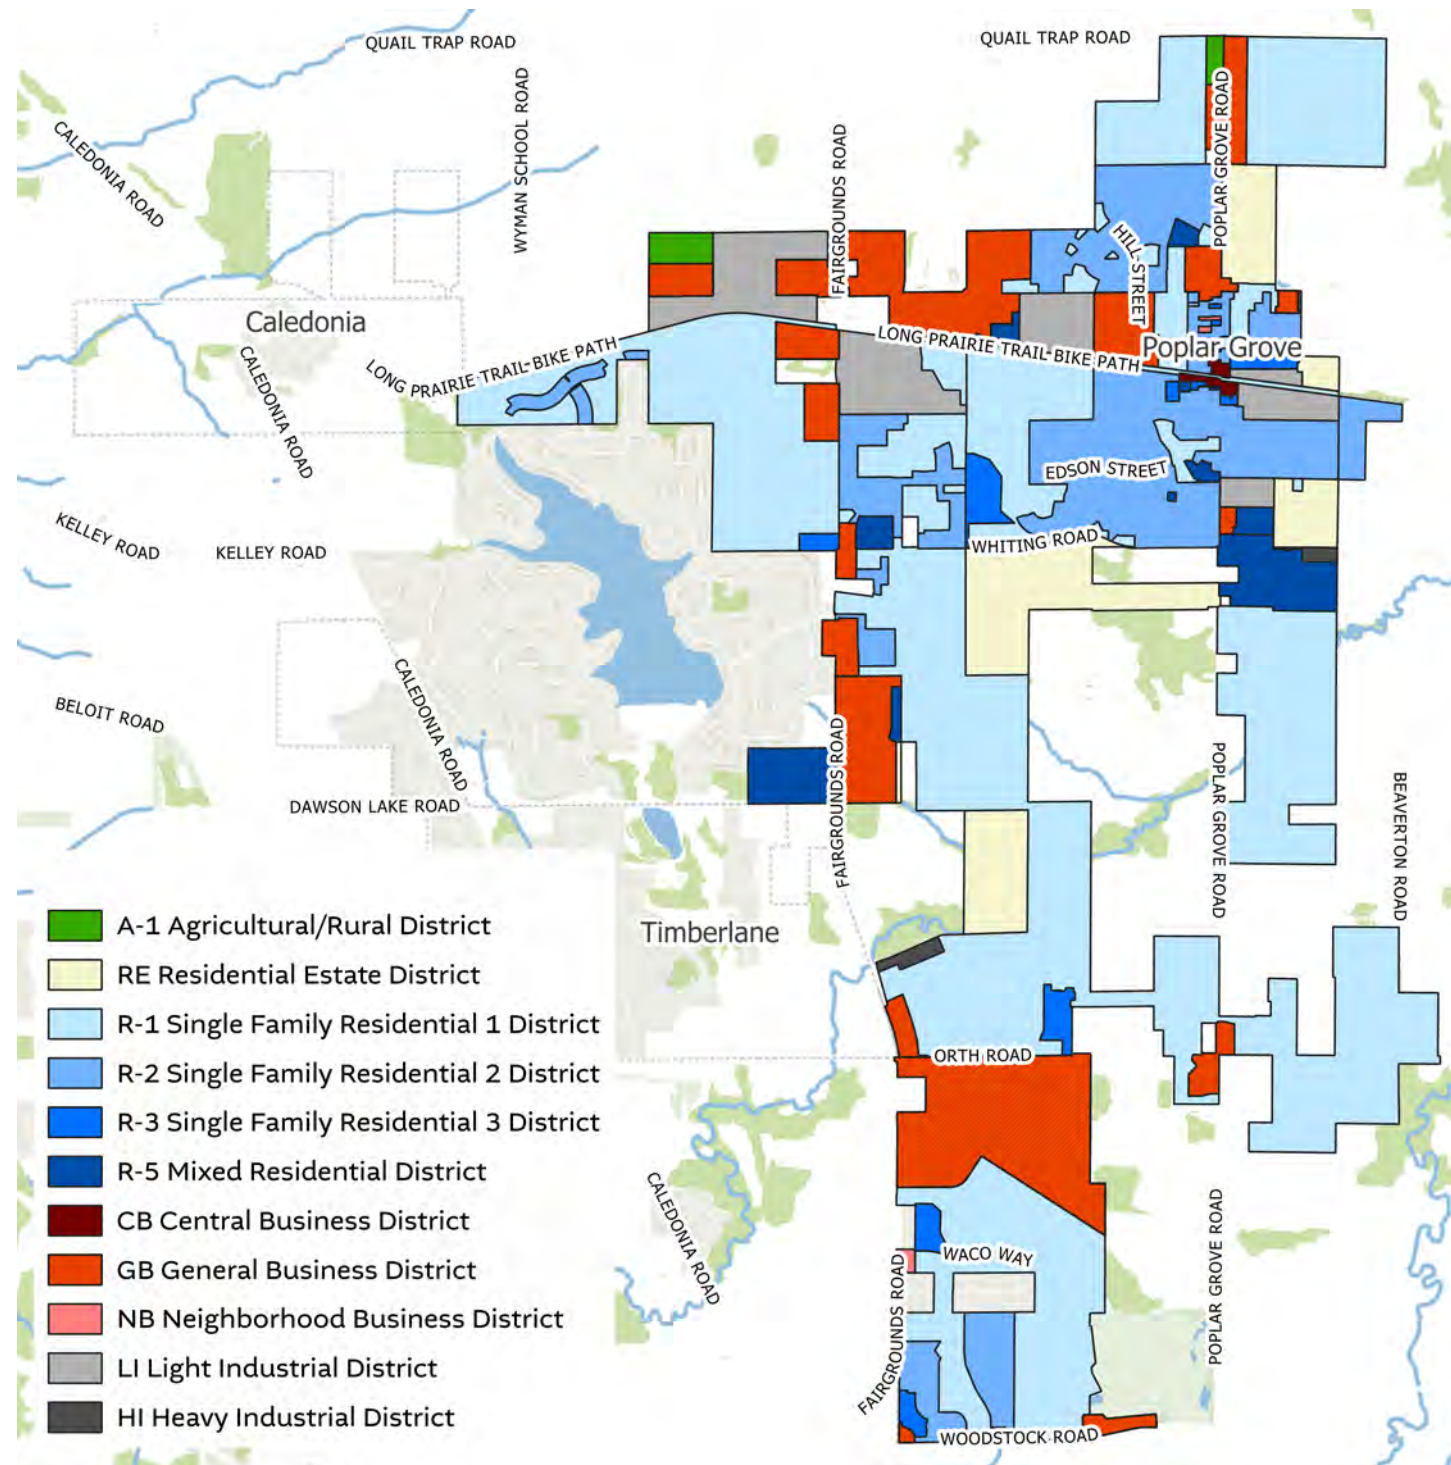 QUAIL TRAP ROAD
QUAIL TRAP ROAD
WYMAN SCHOOL ROAD
CALEDONIA ROAD
FAIRGROUNDS ROAD
POPLAR GROVE ROAD
HILL STREET
Caledonia
LONG PRAIRIE TRAIL-BIKE PATH
LONG PRAIRIE TRAIL-BIKE PATH
Poplar Grove
CALEDONIA ROAD
EDSON STREET
KELLEY ROAD
KELLEY ROAD
WHITING ROAD
BELOIT ROAD
CALEDONIA ROAD
FAIRGROUNDS ROAD
POPLAR GROVE ROAD
BEAVERTON ROAD
DAWSON LAKE ROAD
Timberlane
A-1 Agricultural/Rural District
RE Residential Estate District
R-1 Single Family Residential 1 District
R-2 Single Family Residential 2 District
R-3 Single Family Residential 3 District
R-5 Mixed Residential District
CB Central Business District
GB General Business District
NB Neighborhood Business District
LI Light Industrial District
HI Heavy Industrial District
ORTH ROAD
CALEDONIA ROAD
WACO WAY
FAIRGROUNDS ROAD
POPLAR GROVE ROAD
WOODSTOCK ROAD